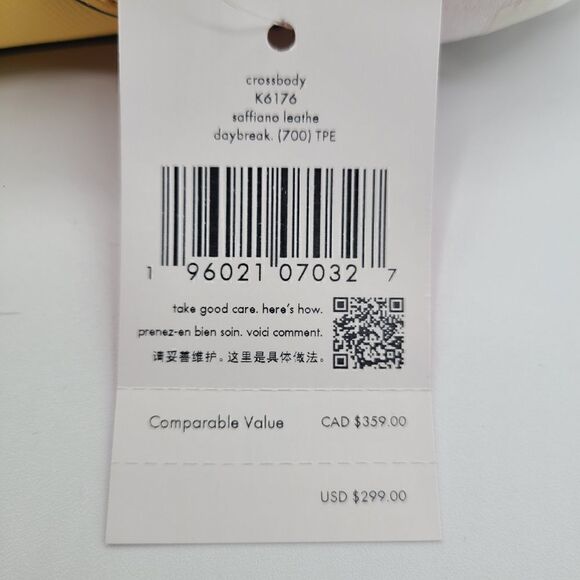 crossbody
K6176
saffiano leathe
daybreak. (700) TPE
1 96021 07032 7
take good care. here's how.
prenez-en bien soin. voici comment.
请妥善维护。这里是具体做法。
Comparable Value CAD $359.00
USD $299.00